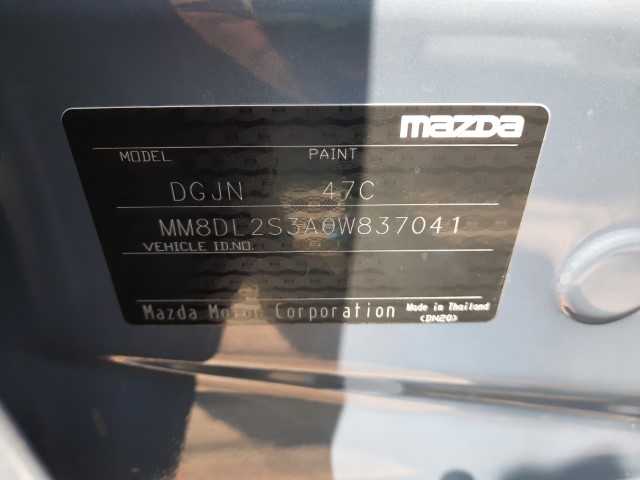 mazda
MODEL PAINT
DGJN 47C
MM8DL2S3A0W837041
VEHICLE ID.NO.
Mazda Motor Corporation Made in Thailand
<DN20>